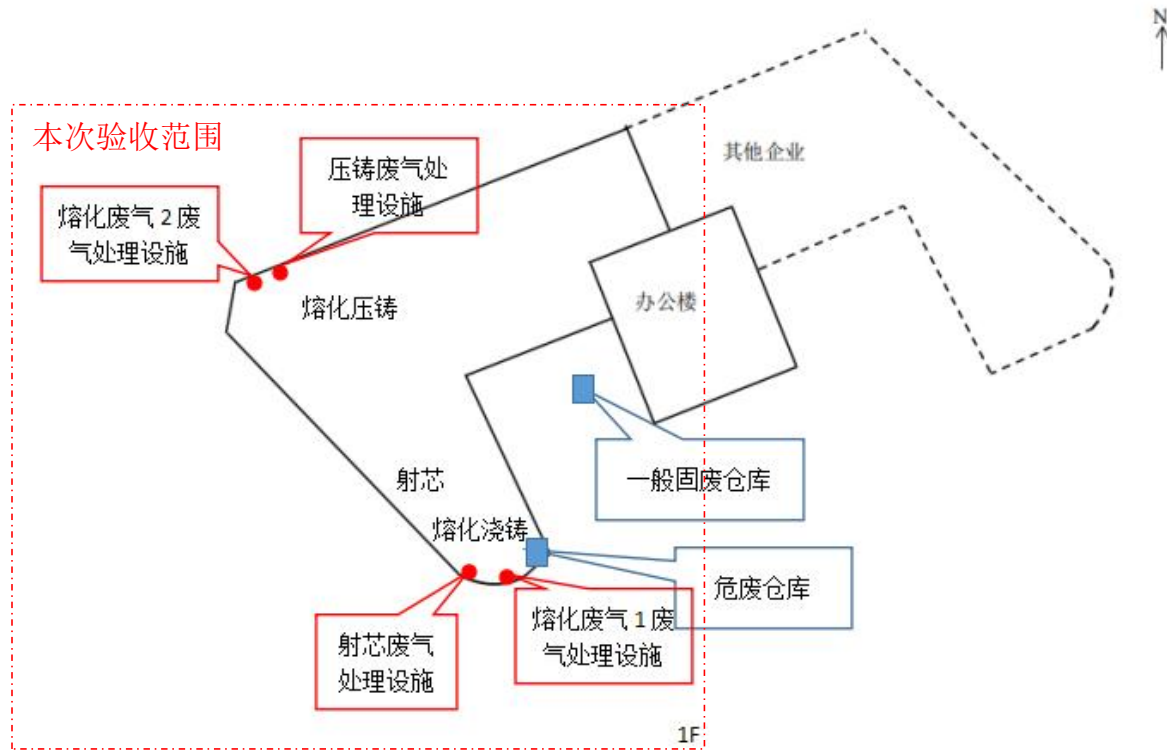 N
本次验收范围
其他企业
压铸废气处
理设施
熔化废气2废
气处理设施
熔化压铸
办公楼
一般固废仓库
射芯
熔化浇铸
危废仓库
熔化废气1废
气处理设施
射芯废气
处理设施
1F